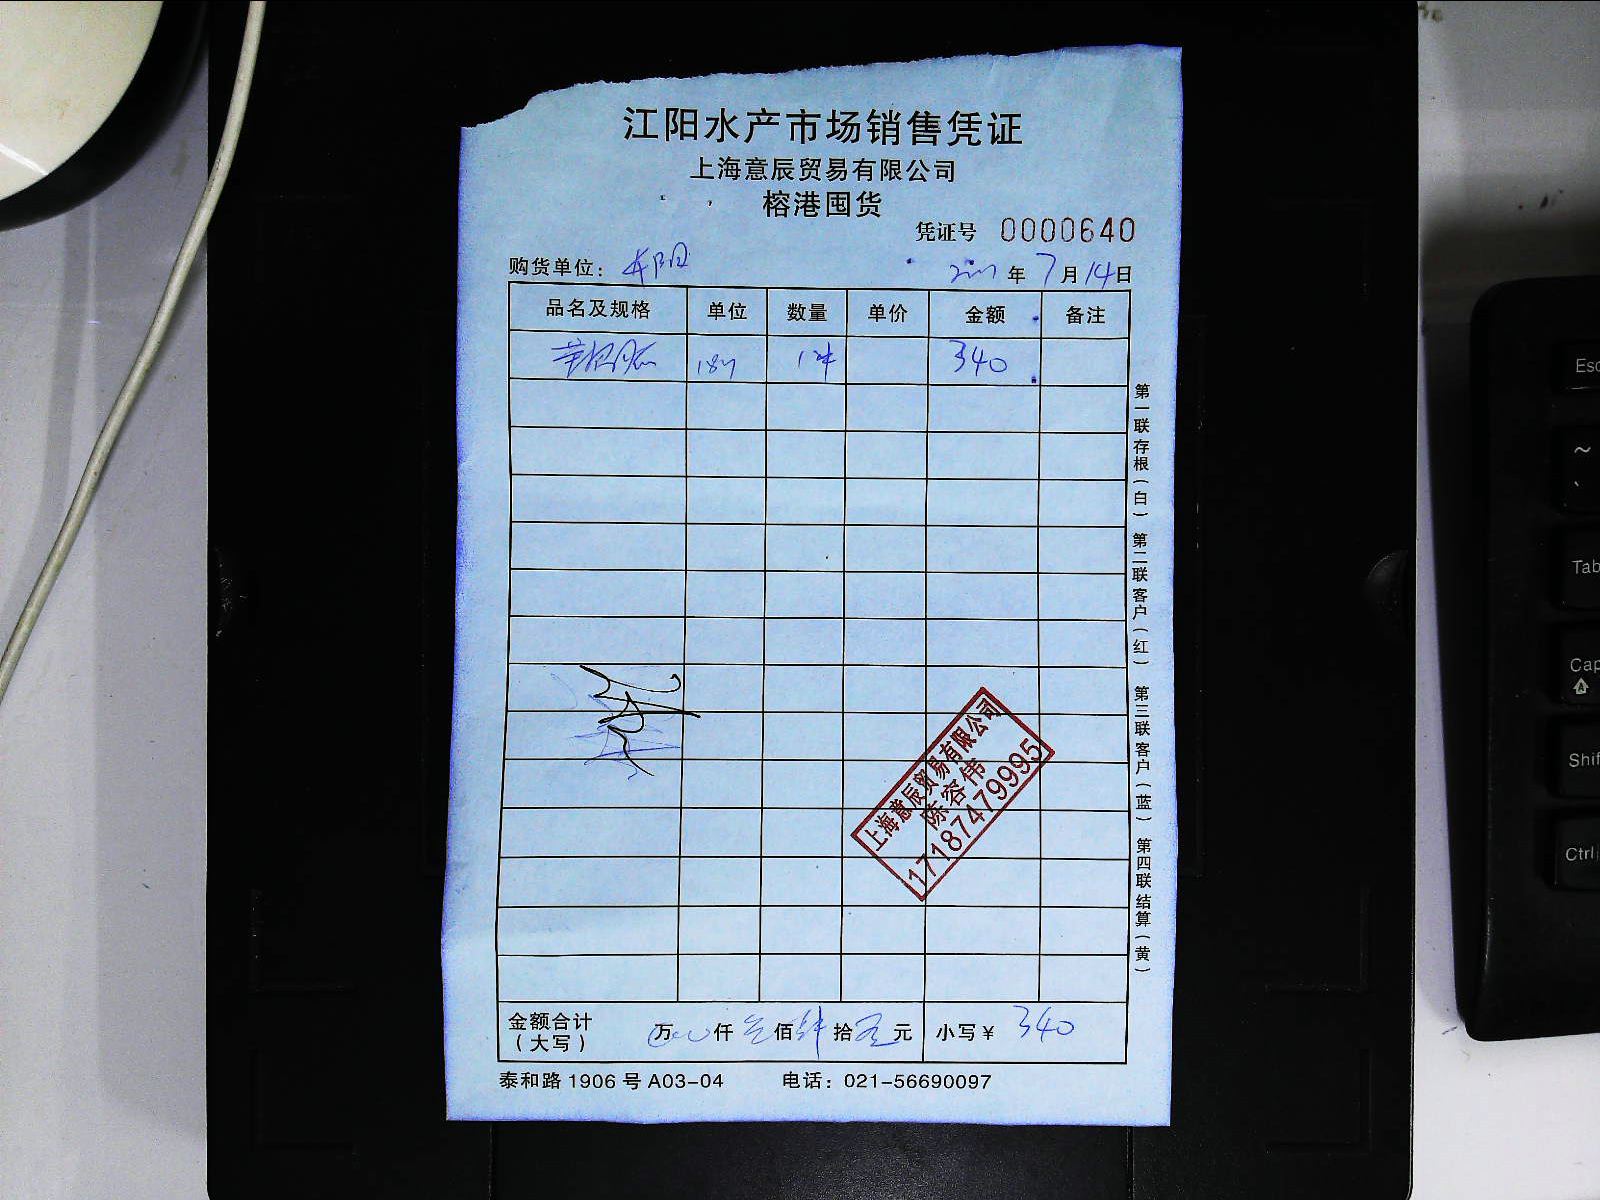 江阳水产市场销售凭证
上海意辰贸易有限公司
榕港囤货
凭证号 0000640
购货单位： 年 7 月 14 日
品名及规格 单位 数量 单价 金额 备注
340
第一联存根（白） 第二联客户（红） 第三联客户（蓝） 第四联结算（黄）
上海意辰贸易有限公司
陈容伟
17187479995
金额合计（大写） 万 仟 佰 拾 元 小写￥ 340
泰和路 1906 号 A03-04 电话：021-56690097
Esc
~
、
Tab
Cap
Shif
Ctrl